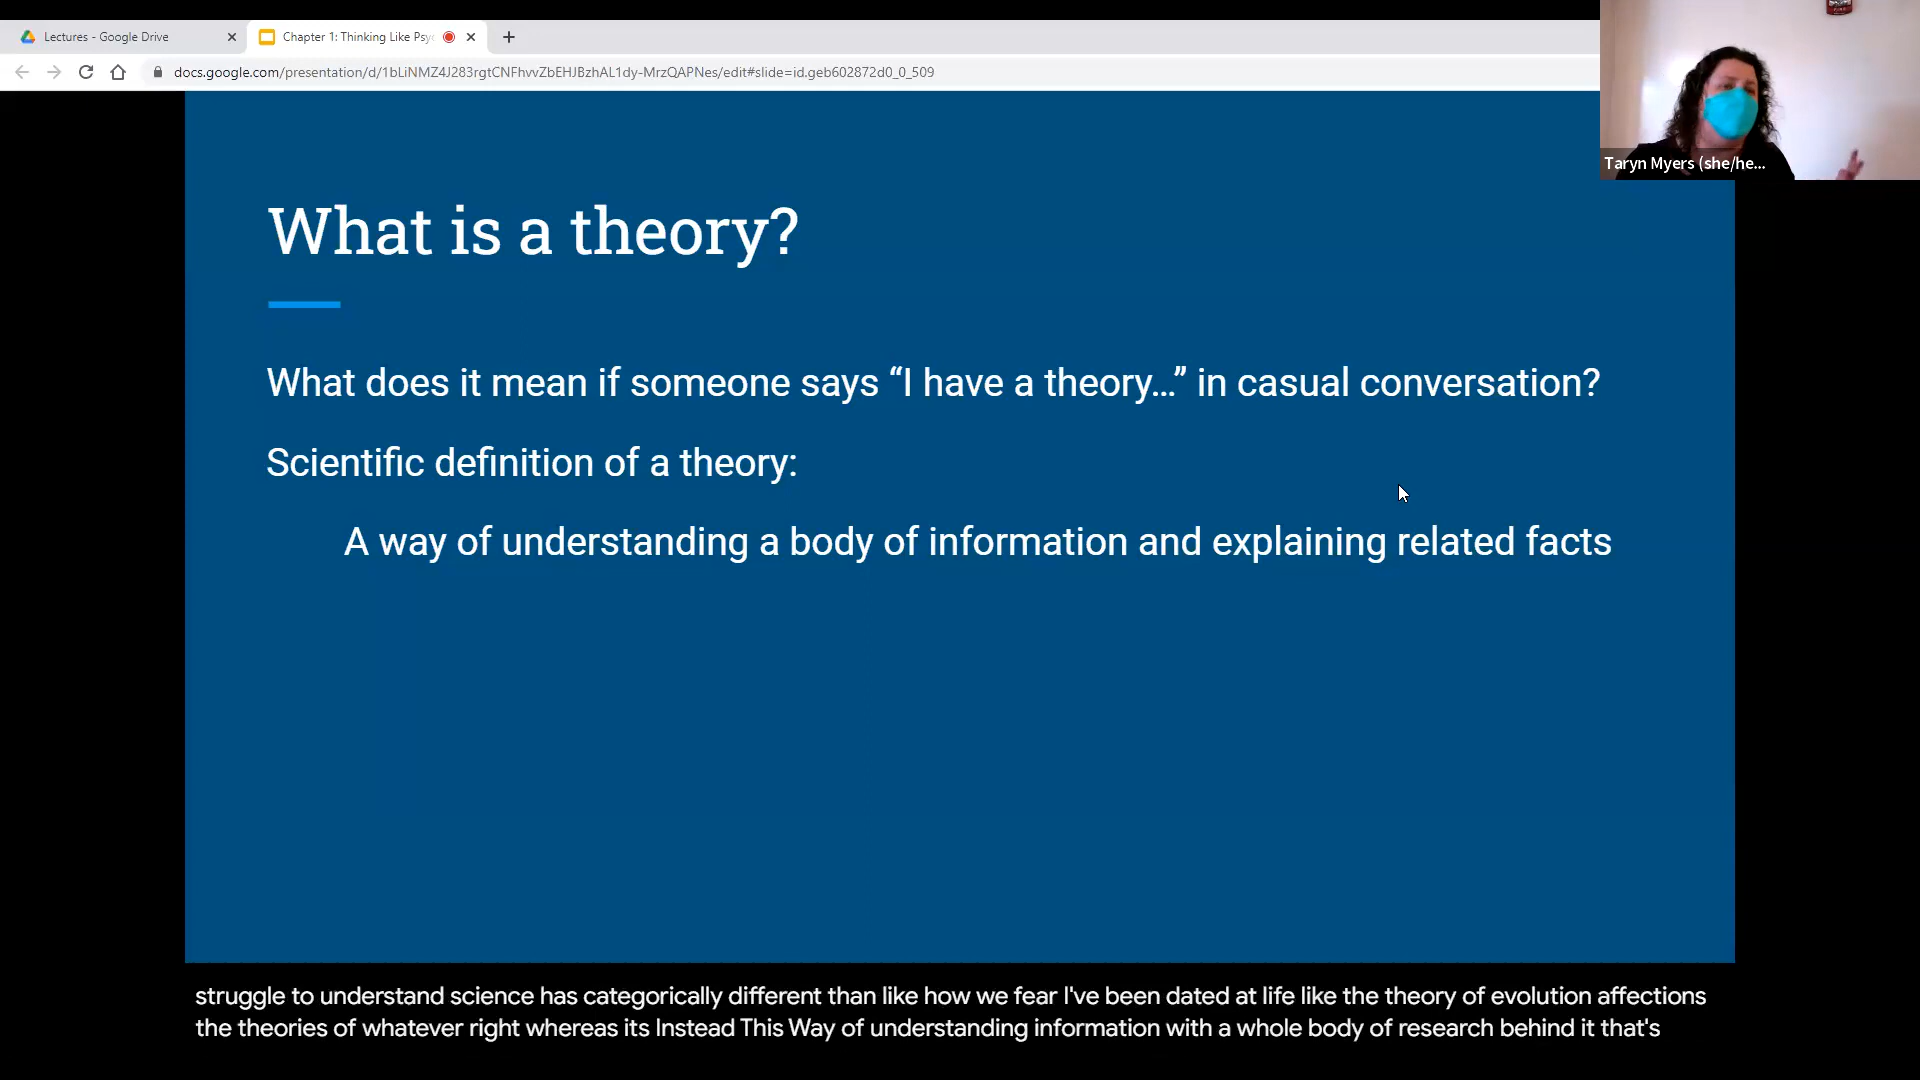 Lectures - Google Drive
Chapter 1: Thinking Like Psy
docs.google.com/presentation/d/1bLiNMZ4J283rgtCNFhvvZbEHJBzhAL1dy-MrzQAPNes/edit#slide=id.geb602872d0_0_509
Taryn Myers (she/he...
What is a theory?
What does it mean if someone says “I have a theory…” in casual conversation?
Scientific definition of a theory:
A way of understanding a body of information and explaining related facts
struggle to understand science has categorically different than like how we fear I've been dated at life like the theory of evolution affections
the theories of whatever right whereas its Instead This Way of understanding information with a whole body of research behind it that's